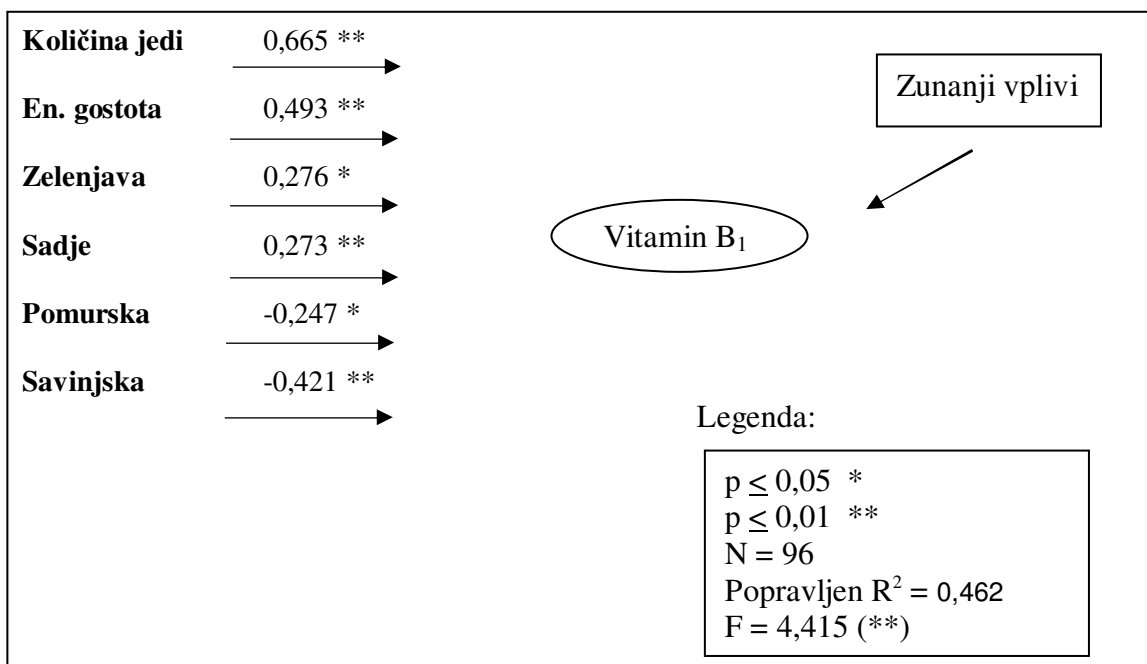 Količina jedi 0,665 **
En. gostota 0,493 **
Zelenjava 0,276 *
Sadje 0,273 **
Pomurska -0,247 *
Savinjska -0,421 **
Zunanji vplivi
Vitamin B₁
Legenda:
p ≤ 0,05 *
p ≤ 0,01 **
N = 96
Popravljen R² = 0,462
F = 4,415 (**)